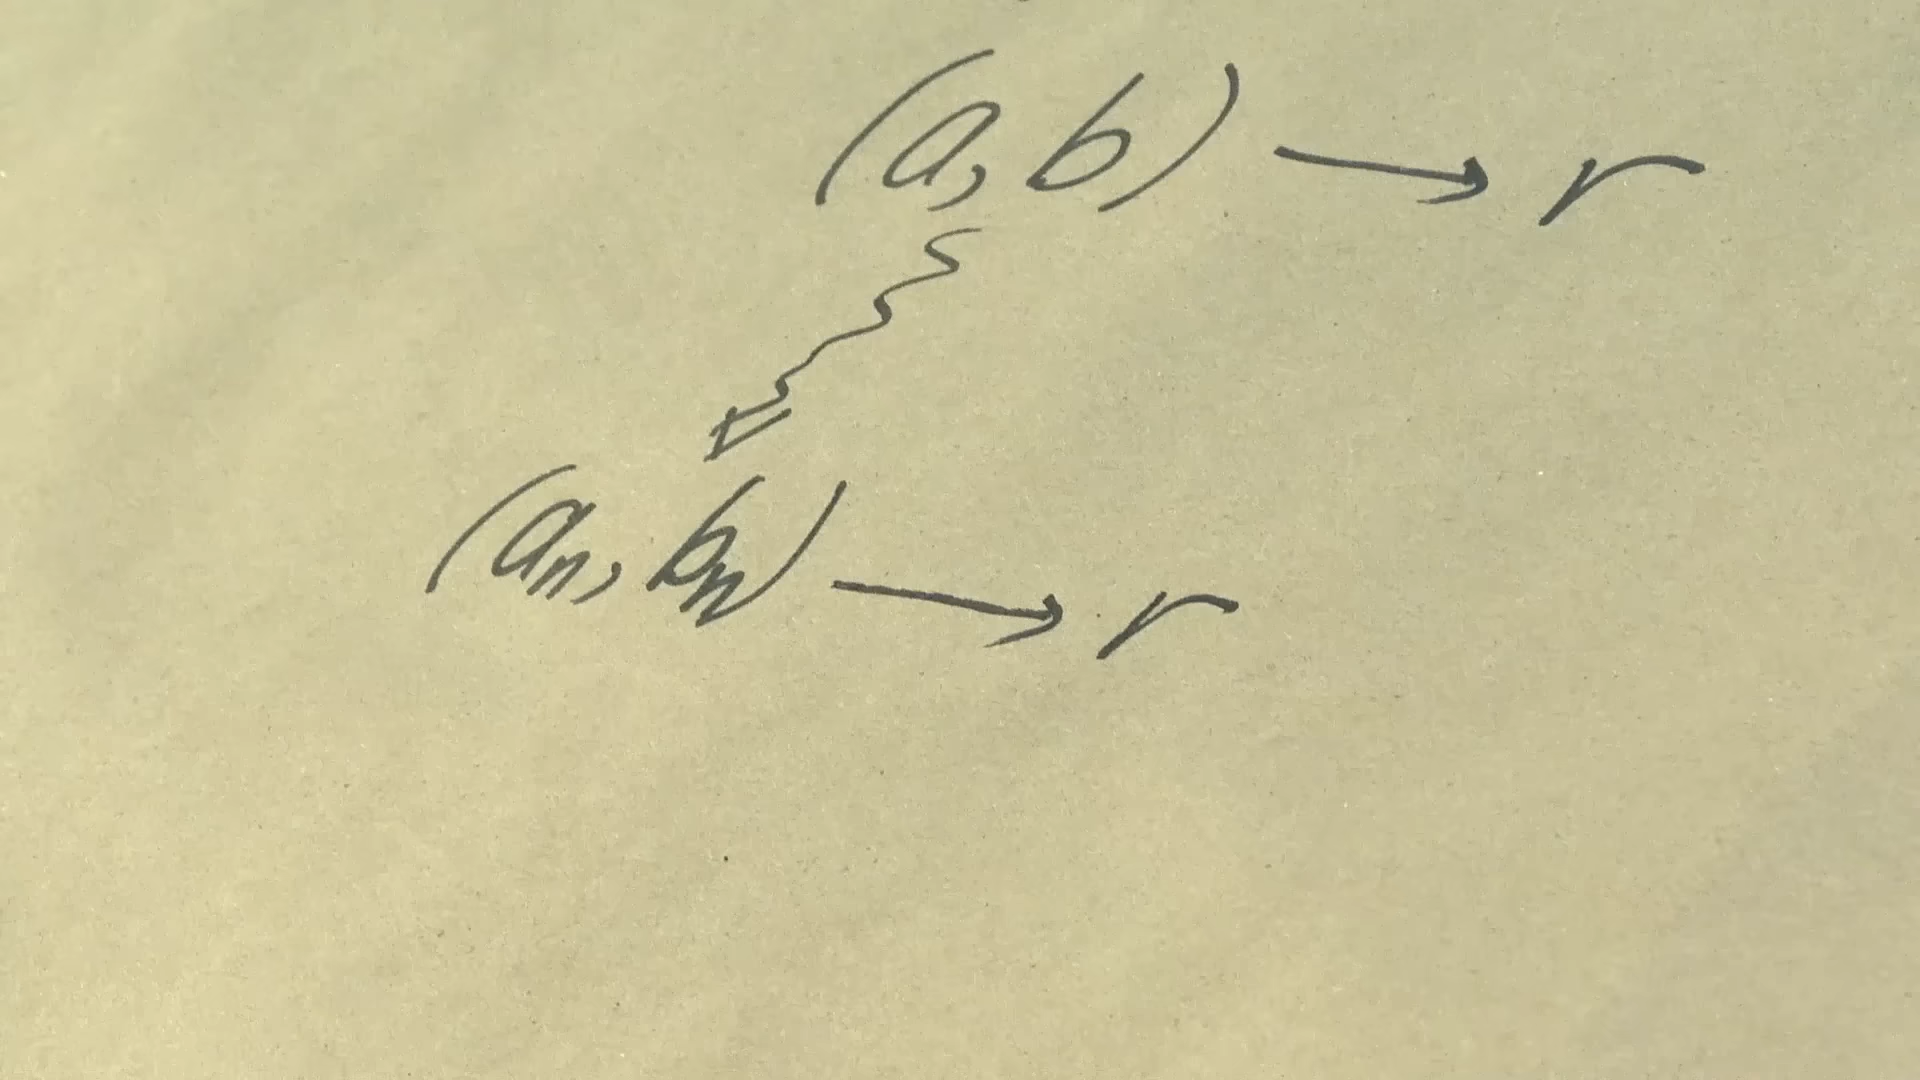 (a, b) → r
(aₙ, bₙ) → r